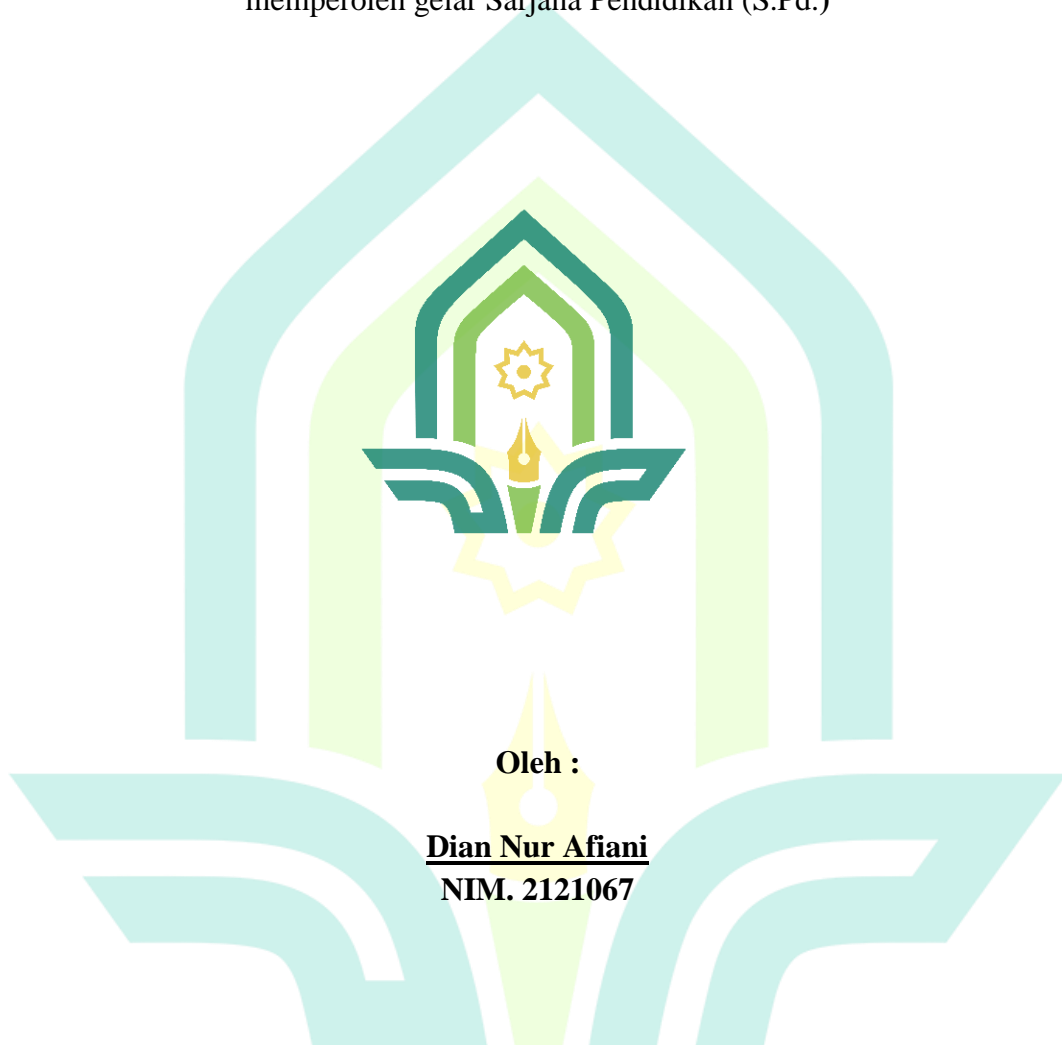 memperoleh gelar Sarjana Pendidikan (S.Pd.)
Oleh :
Dian Nur Afiani
NIM. 2121067